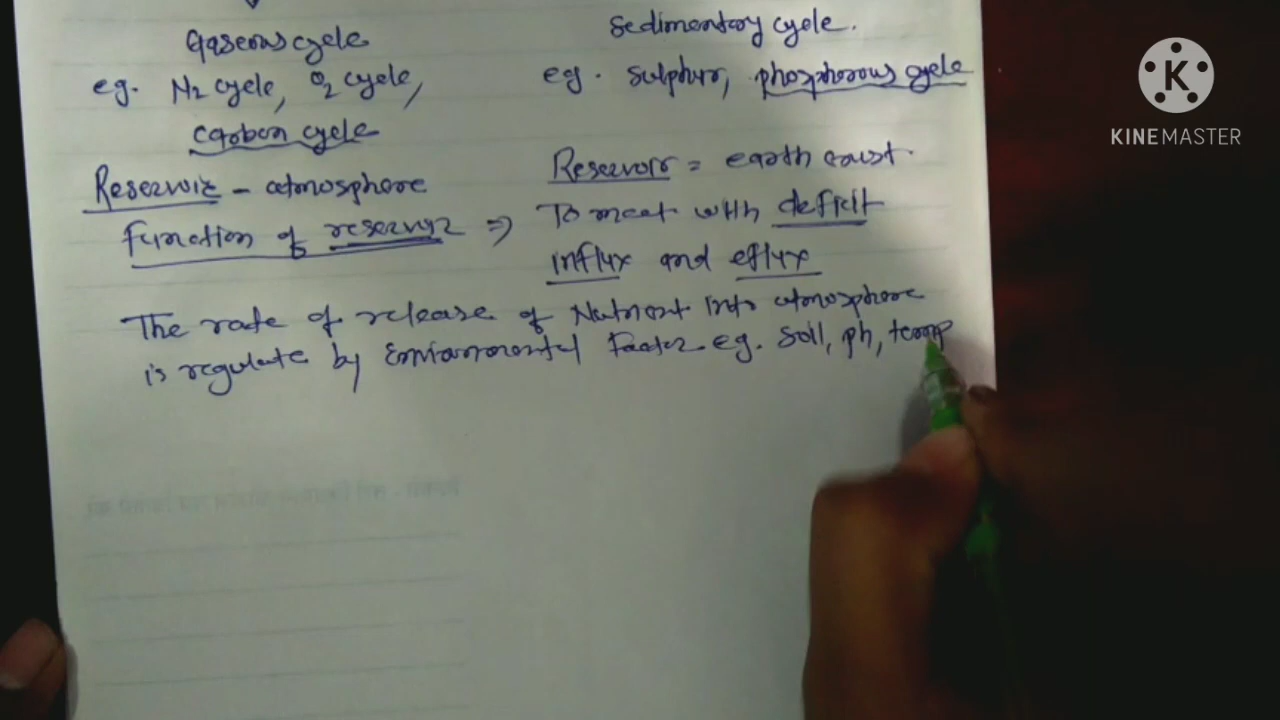 Gaseous cycle
eg. N2 cycle, O2 cycle,
Carbon cycle
Reservoir - atmosphere
Function of reservoir ⇒
Sedimentary cycle.
eg. Sulphur, phosphorous cycle
Reservoir = earth crust.
To meet with deficit
influx and eflux
The rate of release of Nutrient into atmosphere
is regulate by Environmental Factor eg. Soil, ph, temp
K
KINEMASTER